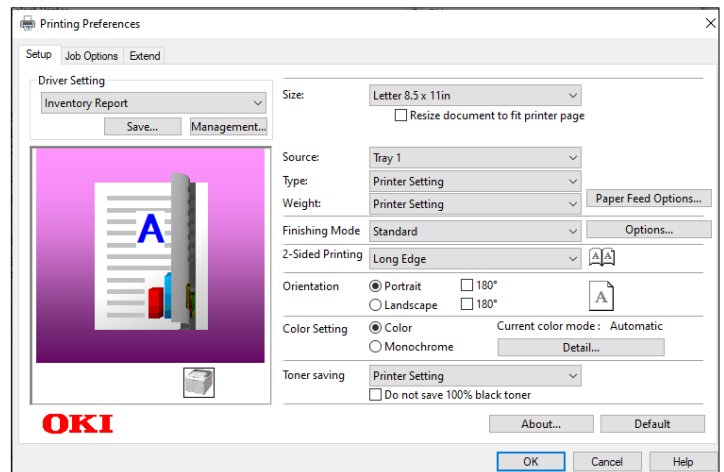 Printing Preferences
Setup Job Options Extend
Driver Setting
Inventory Report
Save... Management...
Size: Letter 8.5 x 11in
Resize document to fit printer page
Source: Tray 1
Type: Printer Setting
Weight: Printer Setting Paper Feed Options...
Finishing Mode Standard Options...
2-Sided Printing Long Edge A A
Orientation Portrait 180°
Landscape 180° A
Color Setting Color Current color mode : Automatic
Monochrome Detail...
Toner saving Printer Setting
Do not save 100% black toner
A
OKI
About... Default
OK Cancel Help